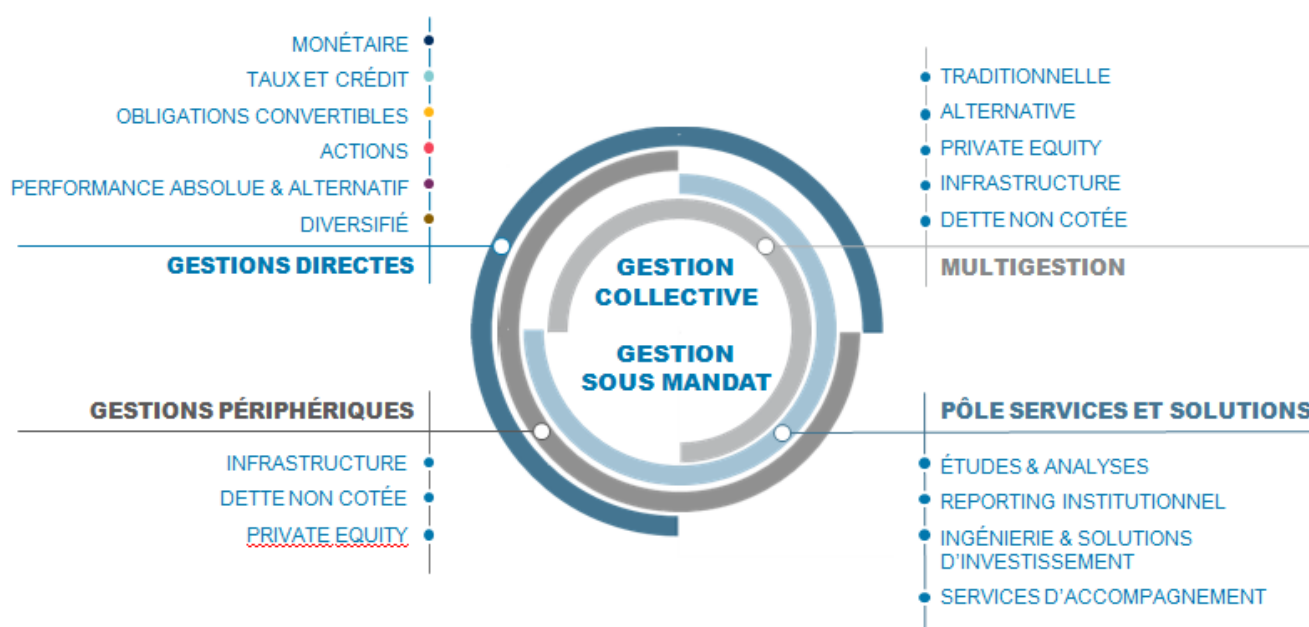 MONÉTAIRE
TAUX ET CRÉDIT
OBLIGATIONS CONVERTIBLES
ACTIONS
PERFORMANCE ABSOLUE & ALTERNATIF
DIVERSIFIÉ
GESTIONS DIRECTES
TRADITIONNELLE
ALTERNATIVE
PRIVATE EQUITY
INFRASTRUCTURE
DETTE NON COTÉE
MULTIGESTION
GESTION
COLLECTIVE
GESTION
SOUS MANDAT
GESTIONS PÉRIPHÉRIQUES
INFRASTRUCTURE
DETTE NON COTÉE
PRIVATE EQUITY
PÔLE SERVICES ET SOLUTIONS
ÉTUDES & ANALYSES
REPORTING INSTITUTIONNEL
INGÉNIERIE & SOLUTIONS
D'INVESTISSEMENT
SERVICES D'ACCOMPAGNEMENT